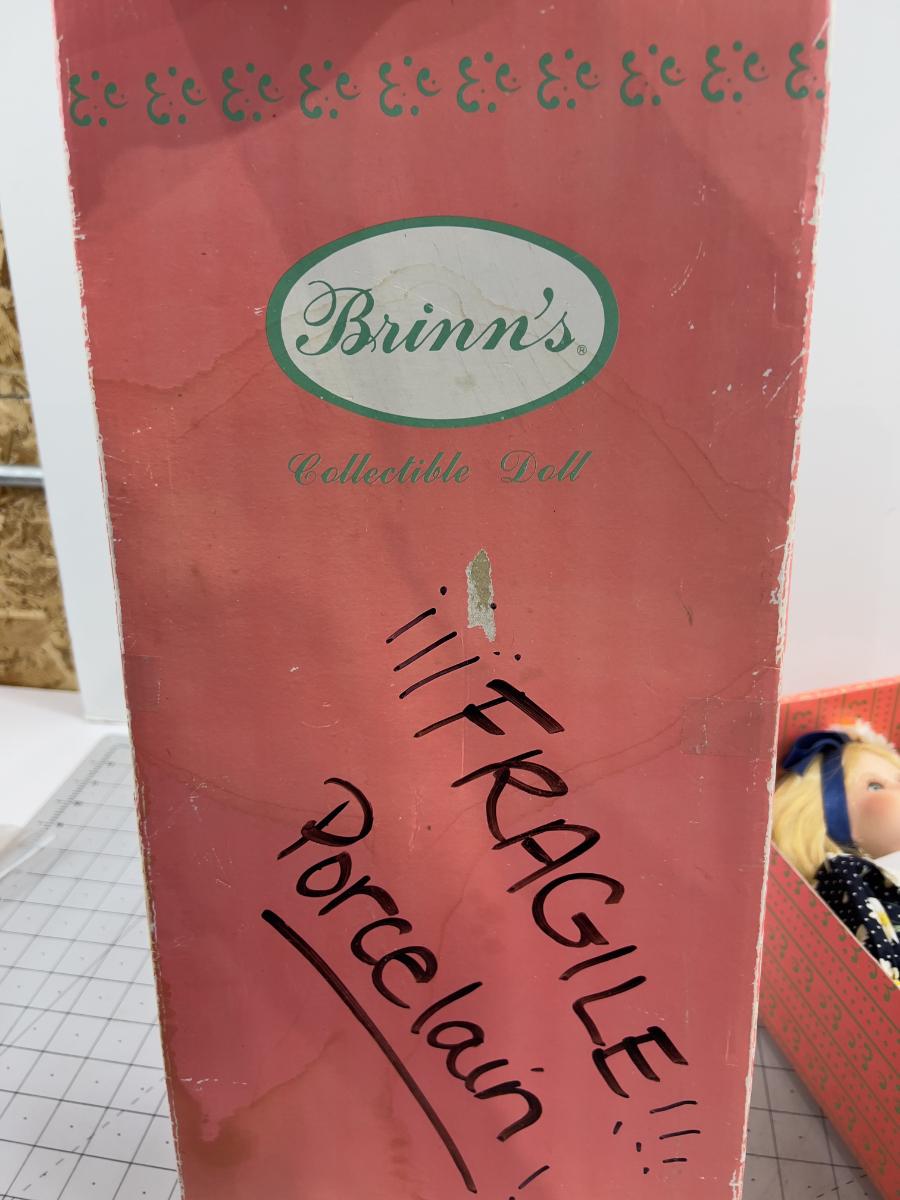 Brinn's®
Collectible Doll
¡¡¡FRAGILE!!!
Porcelain